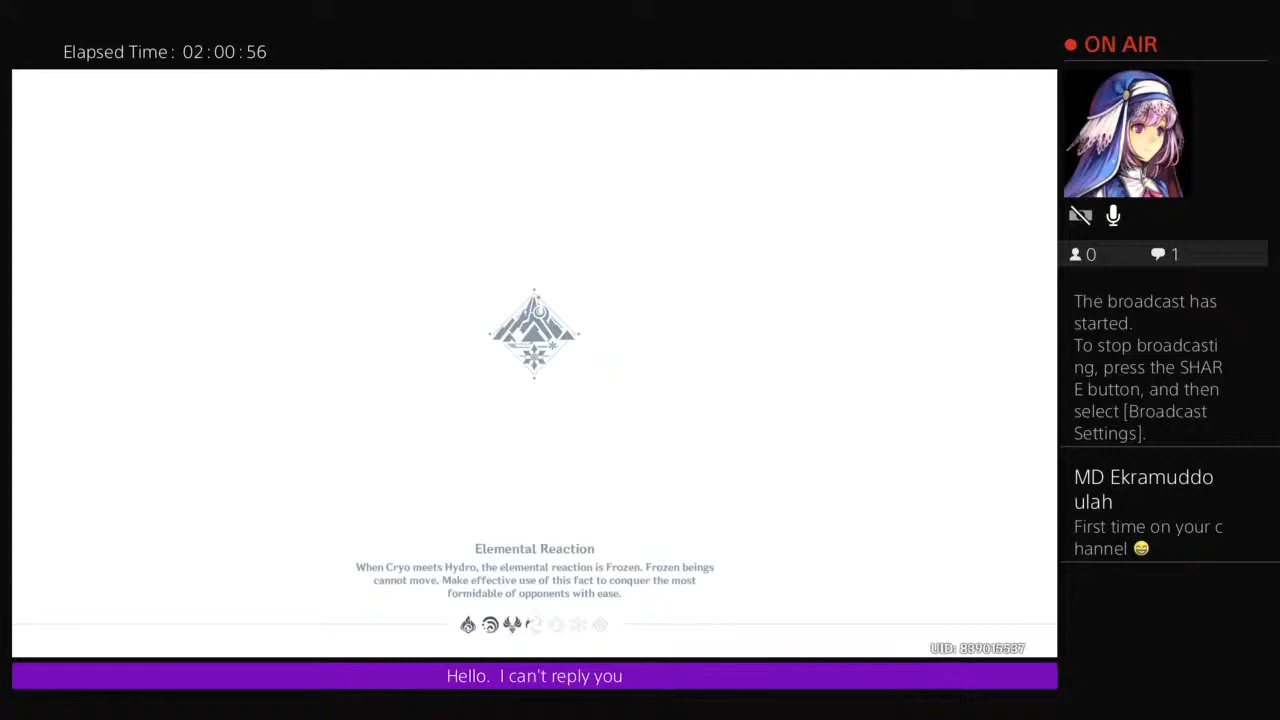 Elapsed Time: 02:00:56
ON AIR
0
1
The broadcast has
started.
To stop broadcasti
ng, press the SHAR
E button, and then
select [Broadcast
Settings].
MD Ekramuddo
ulah
First time on your c
hannel 😁
Elemental Reaction
When Cryo meets Hydro, the elemental reaction is Frozen. Frozen beings
cannot move. Make effective use of this fact to conquer the most
formidable of opponents with ease.
UID: 839015537
Hello. I can't reply you